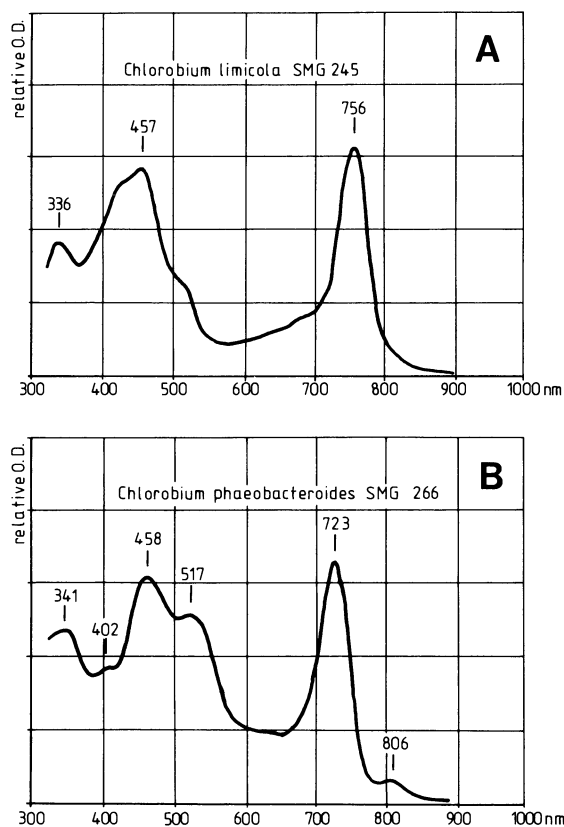 relative O.D.
A
Chlorobium limicola SMG 245
336
457
756
300 400 500 600 700 800 900 1000 nm
relative O.D.
B
Chlorobium phaeobacteroides SMG 266
341
402
458
517
723
806
300 400 500 600 700 800 900 1000 nm